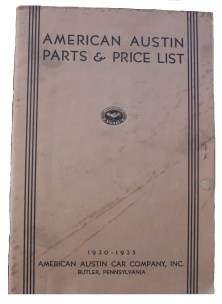 AMERICAN AUSTIN
PARTS & PRICE LIST
1930-1935
AMERICAN AUSTIN CAR COMPANY, INC.
BUTLER, PENNSYLVANIA